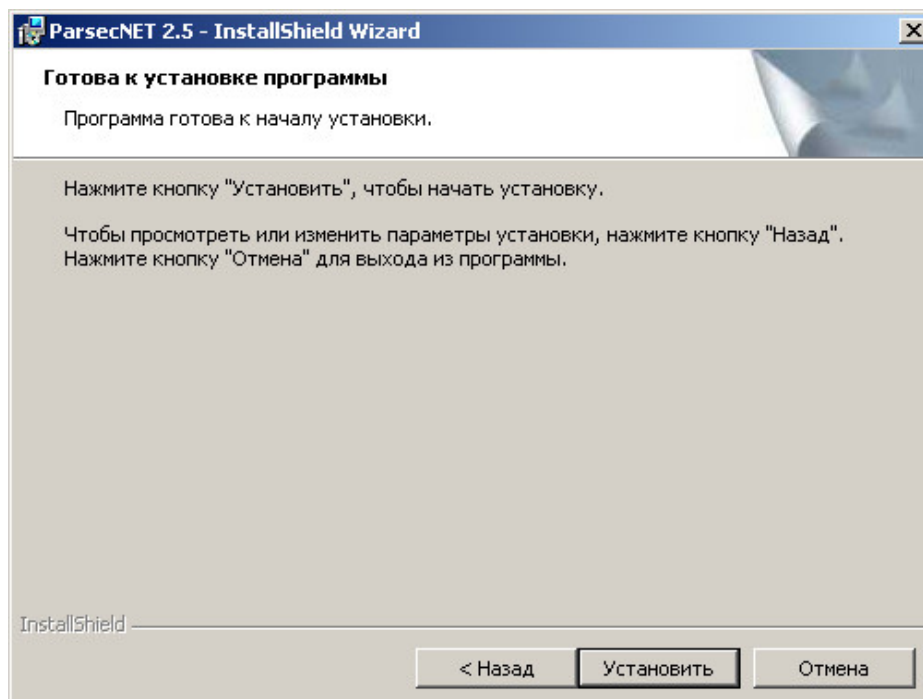 ParsecNET 2.5 - InstallShield Wizard
Готова к установке программы
Программа готова к началу установки.
Нажмите кнопку "Установить", чтобы начать установку.
Чтобы просмотреть или изменить параметры установки, нажмите кнопку "Назад".
Нажмите кнопку "Отмена" для выхода из программы.
InstallShield
< Назад
Установить
Отмена